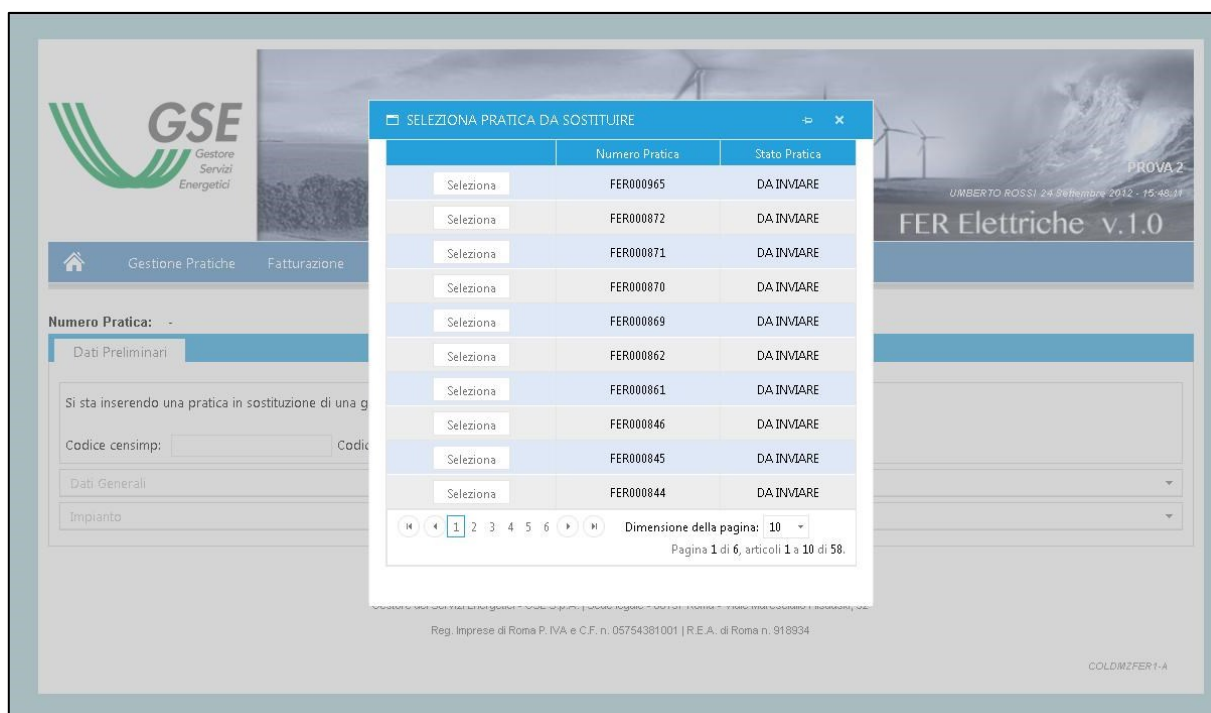 GSE
Gestore
Servizi
Energetici
PROVA 2
UMBERTO ROSSI 24 Settembre 2012 - 15:48:11
FER Elettriche v.1.0
Gestione Pratiche Fatturazione
Numero Pratica: -
Dati Preliminari
Si sta inserendo una pratica in sostituzione di una
Codice censimp:
Dati Generali
Impianto
SELEZIONA PRATICA DA SOSTITUIRE
Numero Pratica Stato Pratica
Seleziona FER000965 DA INVIARE
Seleziona FER000872 DA INVIARE
Seleziona FER000871 DA INVIARE
Seleziona FER000870 DA INVIARE
Seleziona FER000869 DA INVIARE
Seleziona FER000862 DA INVIARE
Seleziona FER000861 DA INVIARE
Seleziona FER000846 DA INVIARE
Seleziona FER000845 DA INVIARE
Seleziona FER000844 DA INVIARE
1 2 3 4 5 6 Dimensione della pagina: 10
Pagina 1 di 6, articoli 1 a 10 di 58.
Reg. Imprese di Roma P. IVA e C.F. n. 05754381001 | R.E.A. di Roma n. 918934
COLDMZFER1-A